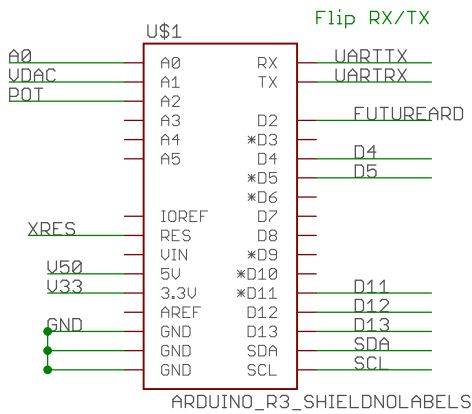 Flip RX/TX
U$1
A0 A0 RX UARTTX
VDAC A1 TX UARTRX
POT A2
A3 D2 FUTUREARD
A4 *D3
A5 D4 D4
*D5 D5
*D6
IOREF D7
XRES RES D8
VIN *D9
V50 5V *D10
V33 3.3V *D11 D11
AREF D12 D12
GND GND D13 D13
GND SDA SDA
GND SCL SCL
ARDUINO_R3_SHIELDNOLABELS